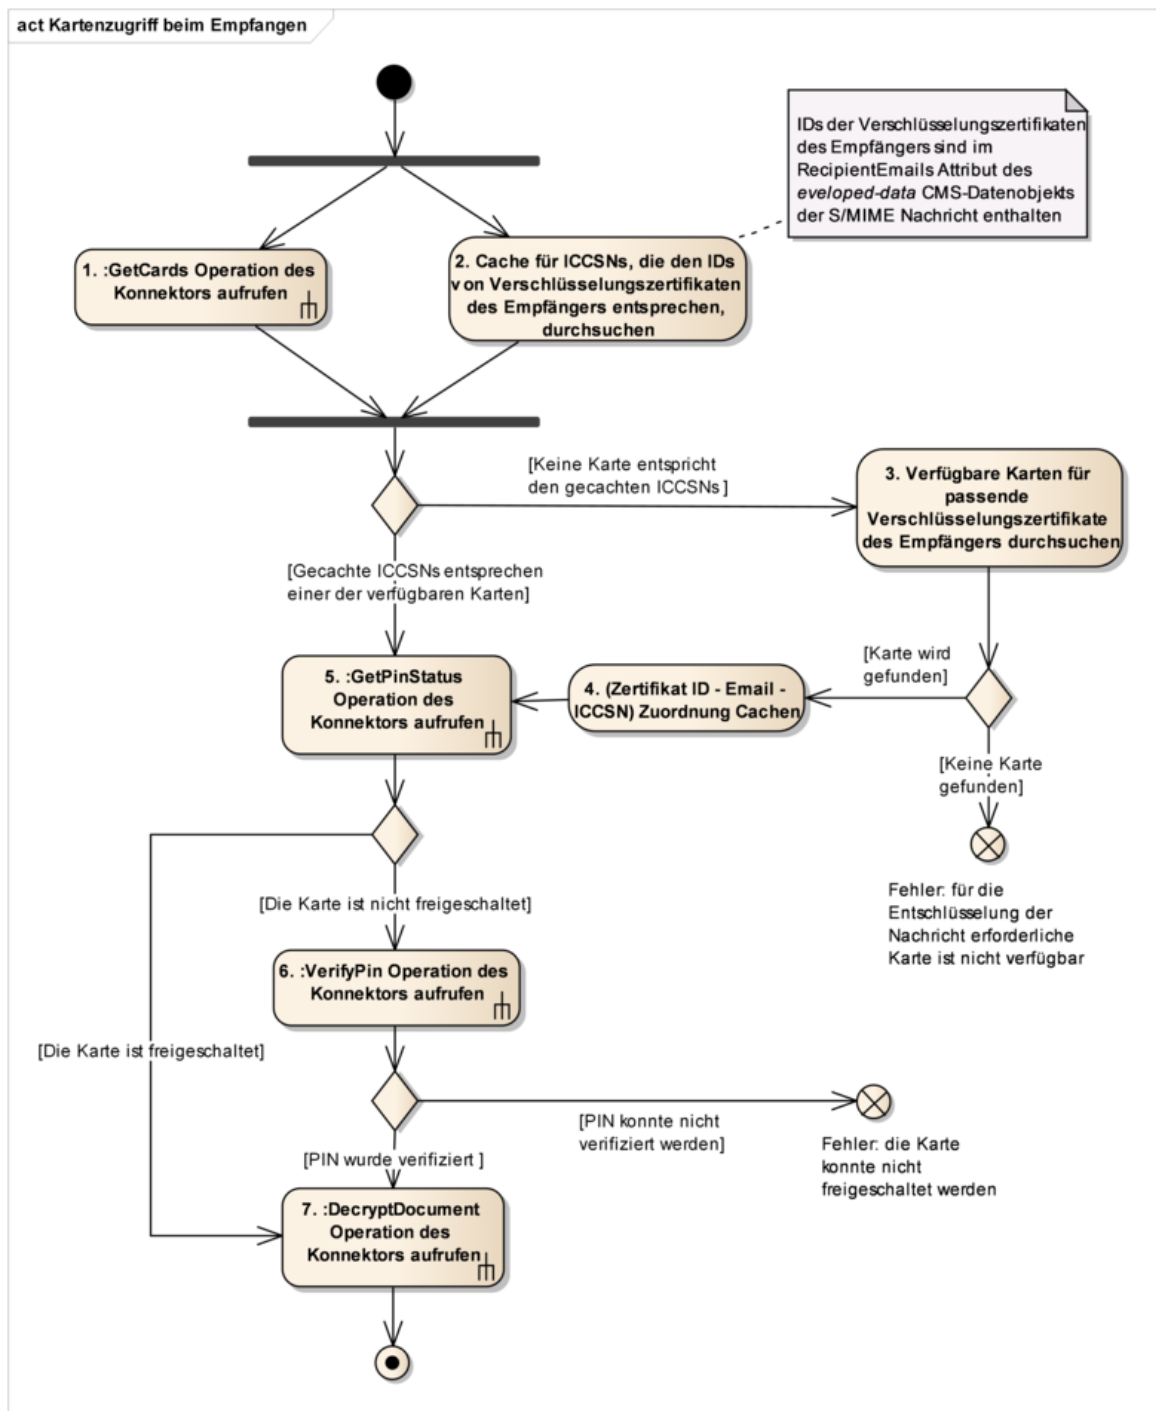 act Kartenzugriff beim Empfangen
IDs der Verschlüsselungszertifikaten
des Empfängers sind im
RecipientEmails Attribut des
eveloped-data CMS-Datenobjekts
der S/MIME Nachricht enthalten
1. :GetCards Operation des
Konnektors aufrufen
2. Cache für ICCSNs, die den IDs
von Verschlüsselungszertifikaten
des Empfängers entsprechen,
durchsuchen
[Keine Karte entspricht
den gecachten ICCSNs ]
3. Verfügbare Karten für
passende
Verschlüsselungszertifikate
des Empfängers durchsuchen
[Gecachte ICCSNs entsprechen
einer der verfügbaren Karten]
[Karte wird
gefunden]
5. :GetPinStatus
Operation des
Konnektors aufrufen
4. (Zertifikat ID - Email -
ICCSN) Zuordnung Cachen
[Keine Karte
gefunden]
Fehler: für die
Entschlüsselung der
Nachricht erforderliche
Karte ist nicht verfügbar
[Die Karte ist nicht freigeschaltet]
6. :VerifyPin Operation des
Konnektors aufrufen
[Die Karte ist freigeschaltet]
[PIN konnte nicht
verifiziert werden]
Fehler: die Karte
konnte nicht
freigeschaltet werden
[PIN wurde verifiziert ]
7. :DecryptDocument
Operation des
Konnektors aufrufen